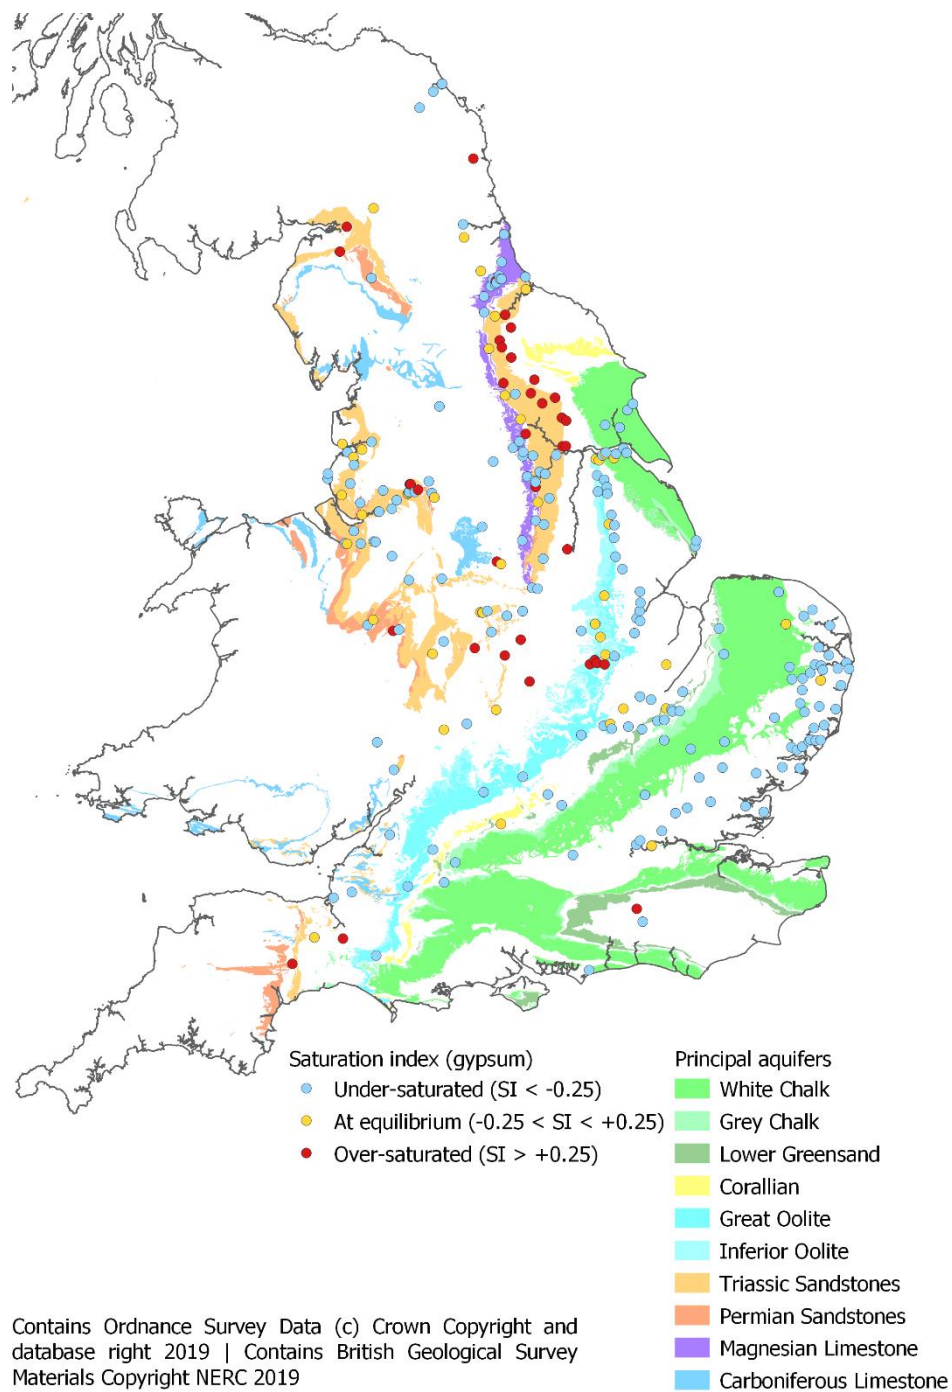 Saturation index (gypsum)
Under-saturated (SI < -0.25)
At equilibrium (-0.25 < SI < +0.25)
Over-saturated (SI > +0.25)
Principal aquifers
White Chalk
Grey Chalk
Lower Greensand
Corallian
Great Oolite
Inferior Oolite
Triassic Sandstones
Permian Sandstones
Magnesian Limestone
Carboniferous Limestone
Contains Ordnance Survey Data (c) Crown Copyright and
database right 2019 | Contains British Geological Survey
Materials Copyright NERC 2019